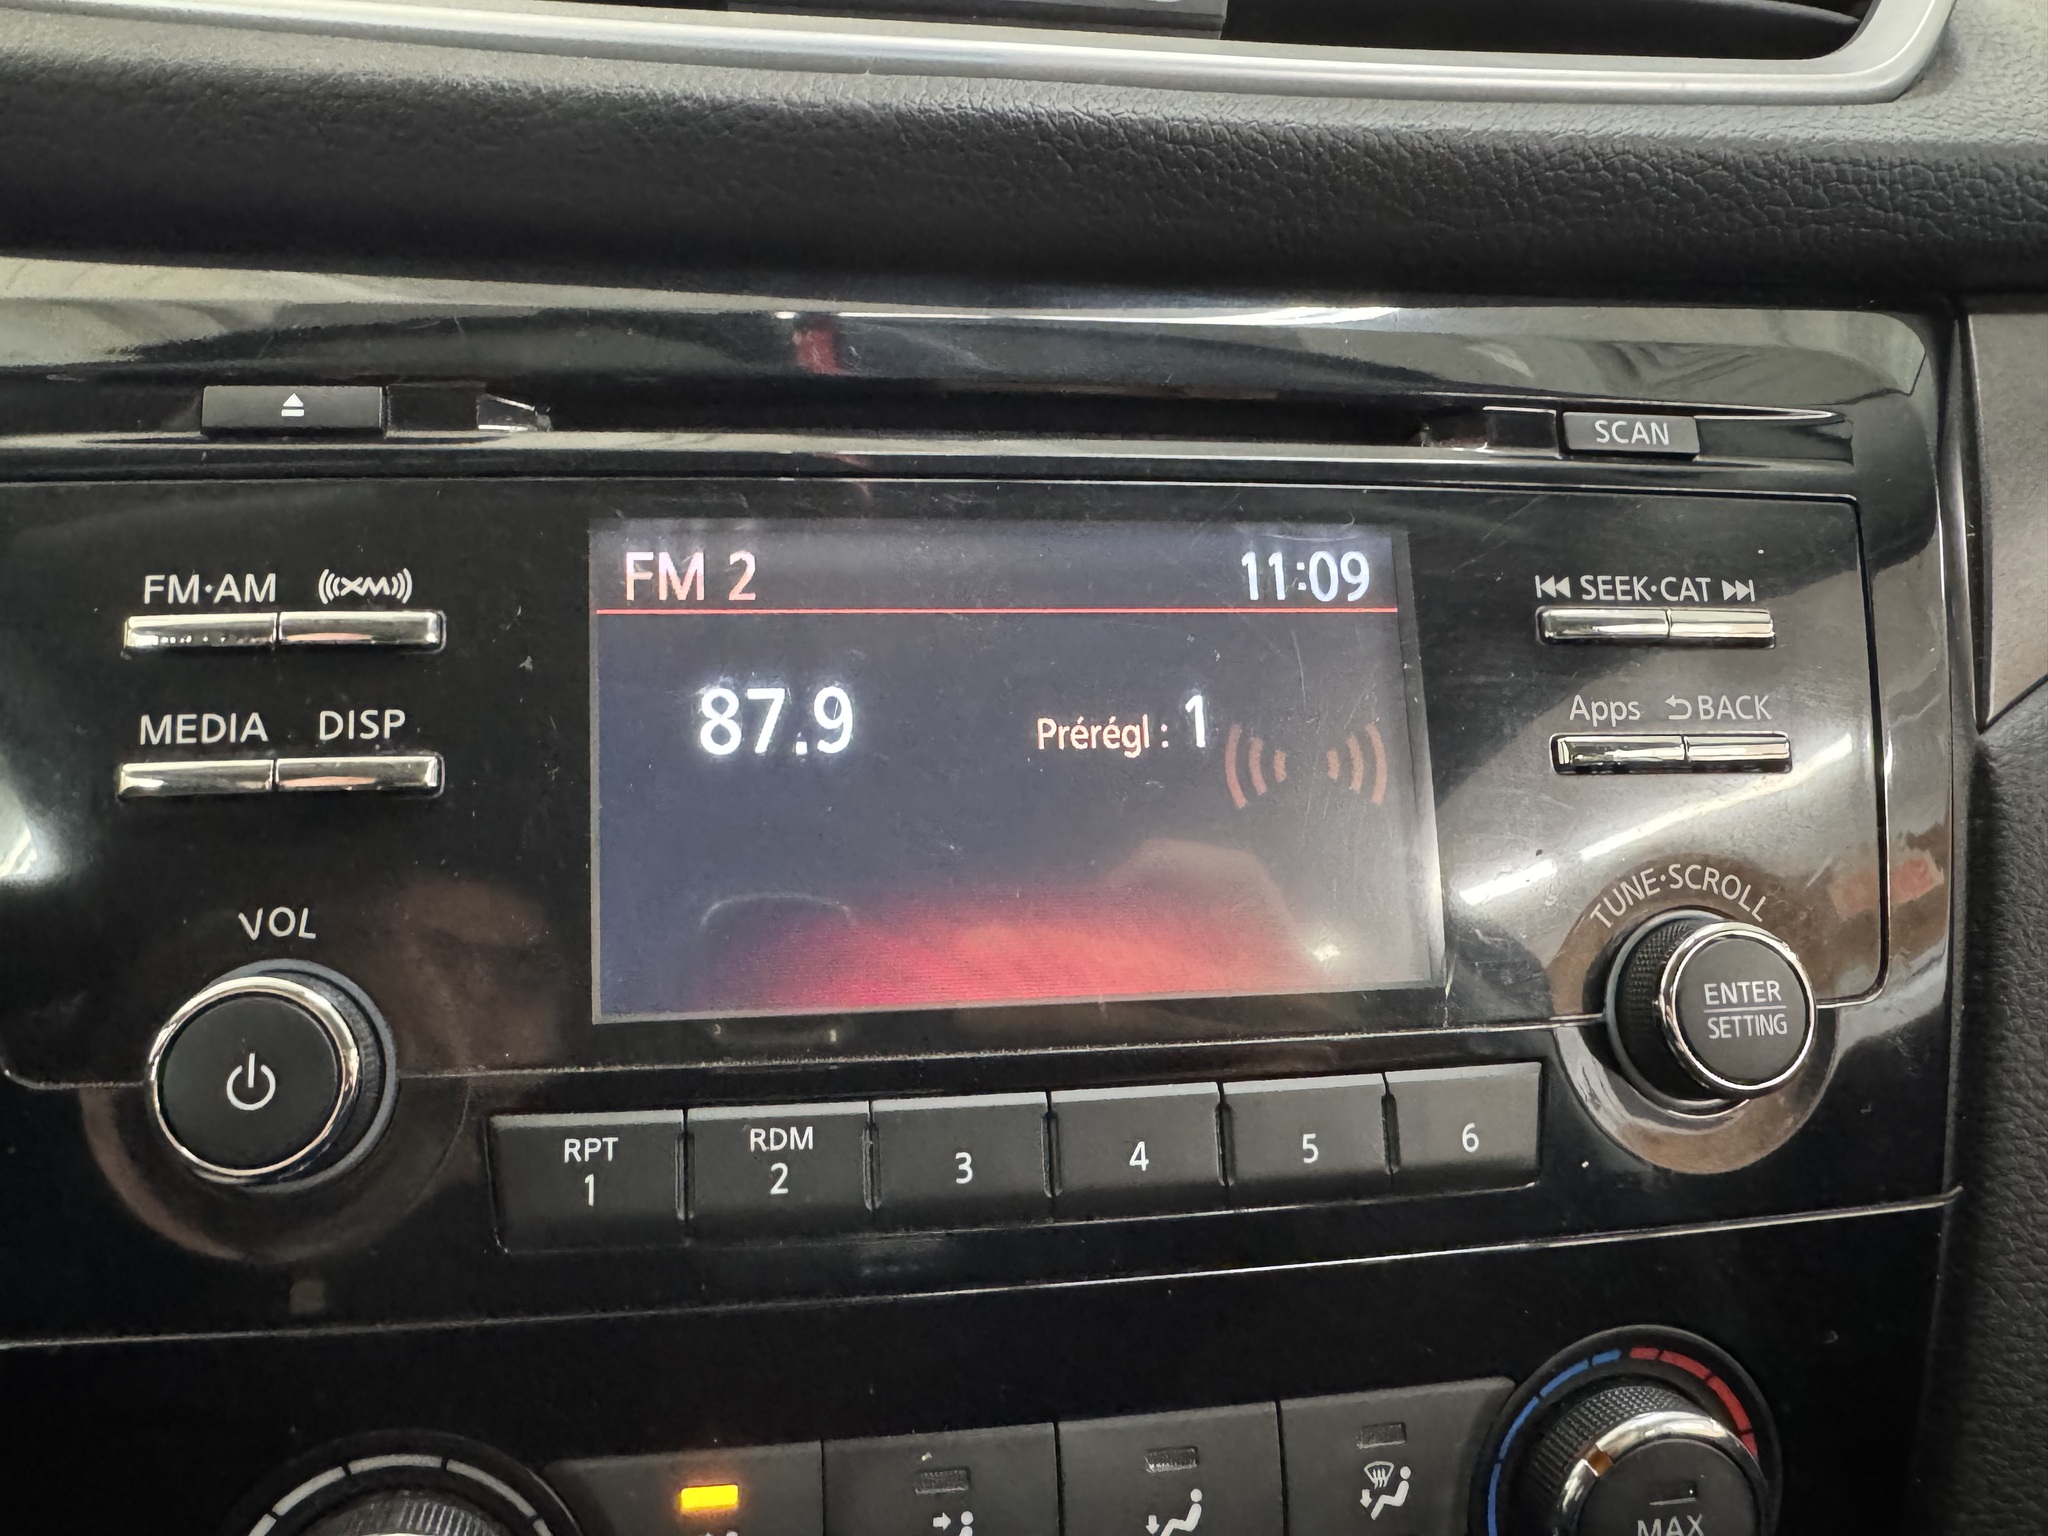 SCAN
FM·AM XM
FM 2 11:09
SEEK·CAT
87.9 Prérégl : 1
MEDIA DISP
Apps BACK
VOL
TUNE·SCROLL
ENTER
SETTING
RPT
1
RDM
2
3
4
5
6
MAX